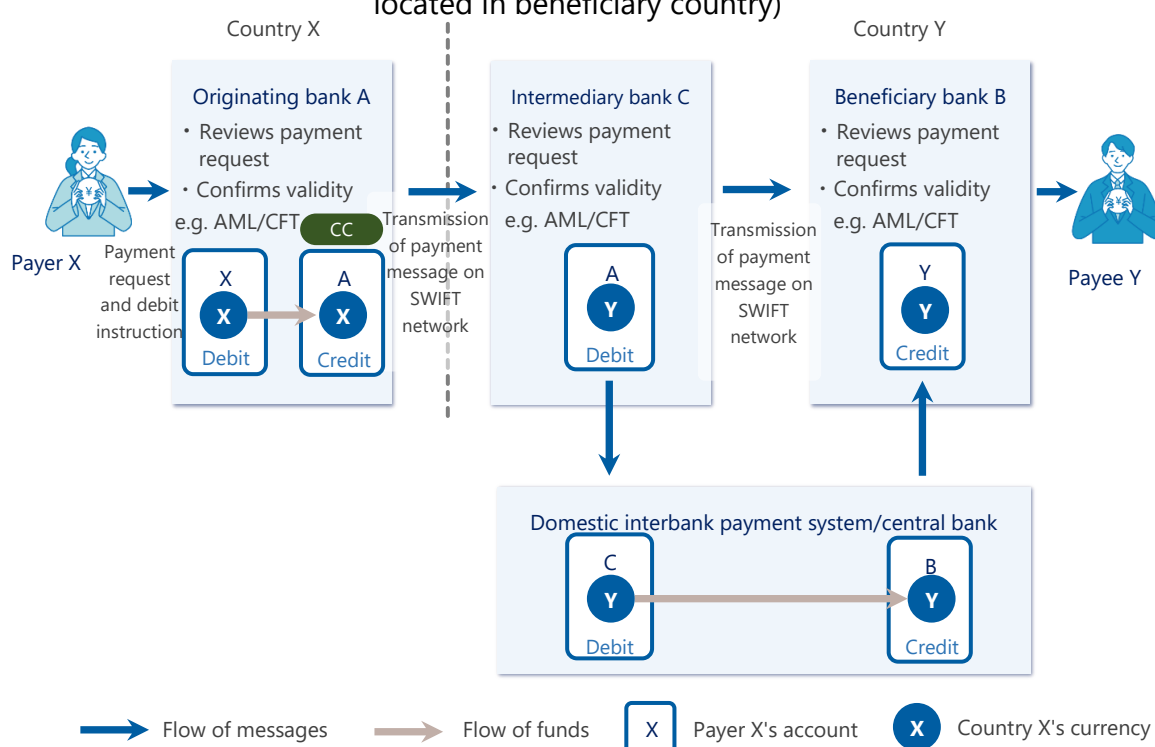 located in beneficiary country)
Country X
Country Y
Originating bank A
・Reviews payment
request
・Confirms validity
e.g. AML/CFT
CC
Intermediary bank C
・Reviews payment
request
・Confirms validity
e.g. AML/CFT
Beneficiary bank B
・Reviews payment
request
・Confirms validity
e.g. AML/CFT
¥
Payer X
Payment
request
and debit
instruction
X
X
Debit
A
X
Credit
Transmission
of payment
message on
SWIFT
network
A
Y
Debit
Transmission
of payment
message on
SWIFT
network
Y
Y
Credit
¥
Payee Y
Domestic interbank payment system/central bank
C
Y
Debit
B
Y
Credit
Flow of messages
Flow of funds
X
Payer X's account
X
Country X's currency